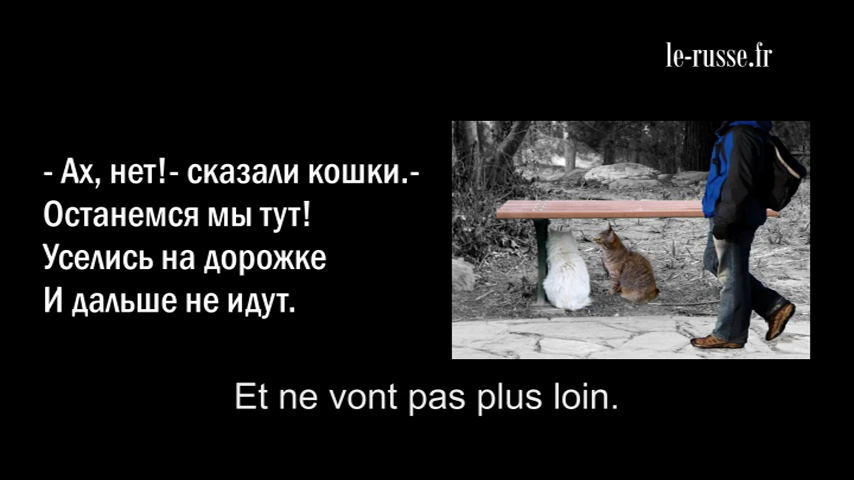 le-russe.fr
- Ах, нет!- сказали кошки.-
Останемся мы тут!
Уселись на дорожке
И дальше не идут.
Et ne vont pas plus loin.